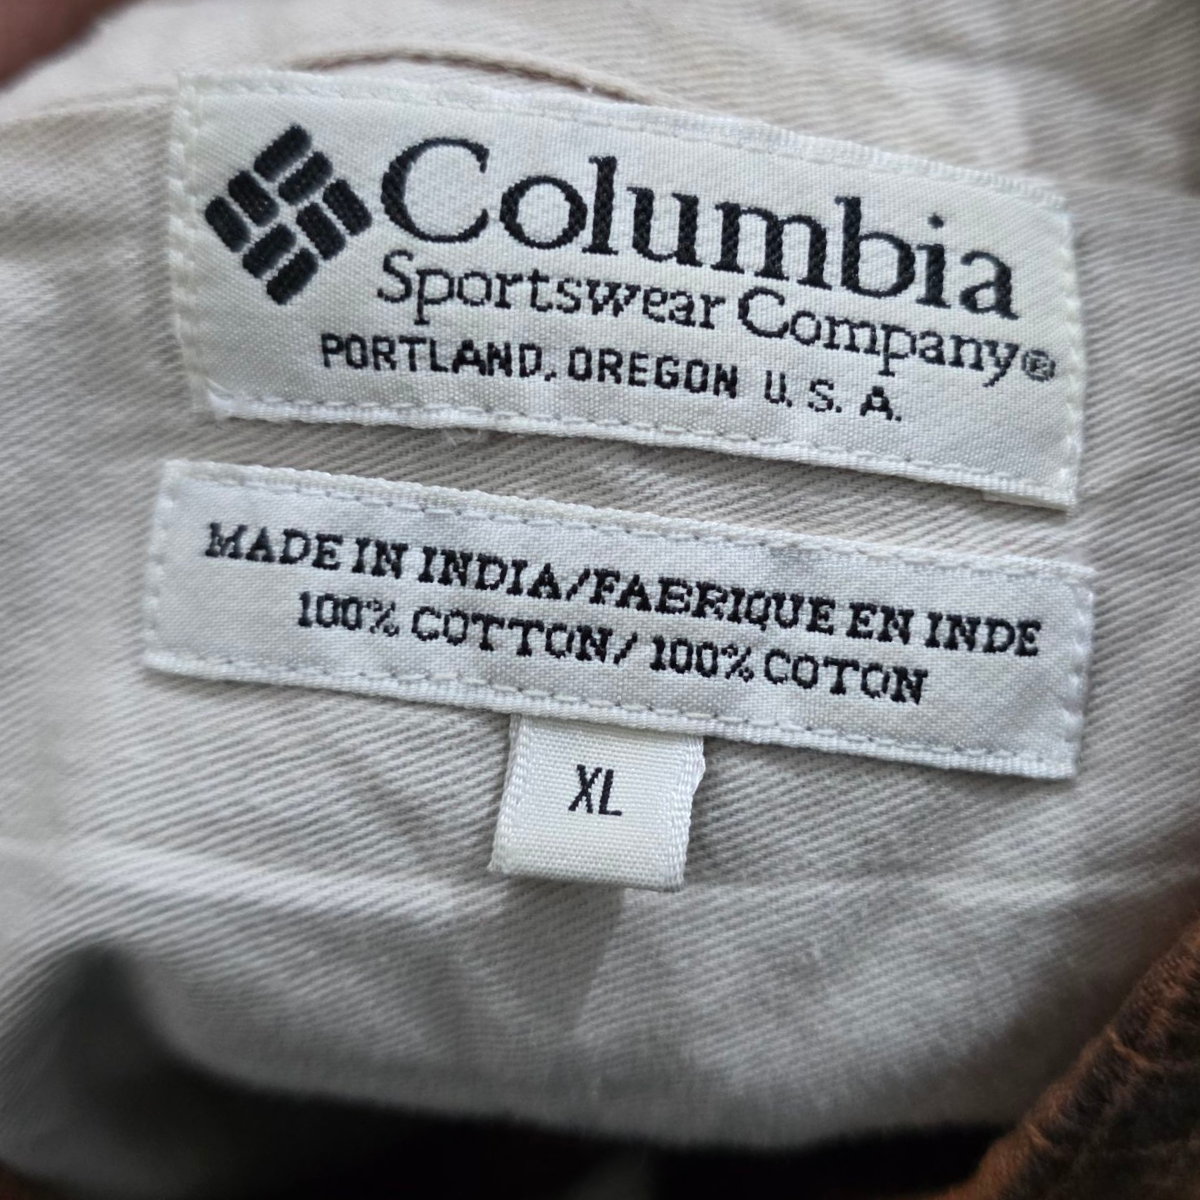 Columbia
Sportswear Company®
PORTLAND, OREGON U. S. A.
MADE IN INDIA/FABRIQUE EN INDE
100% COTTON/ 100% COTON
XL